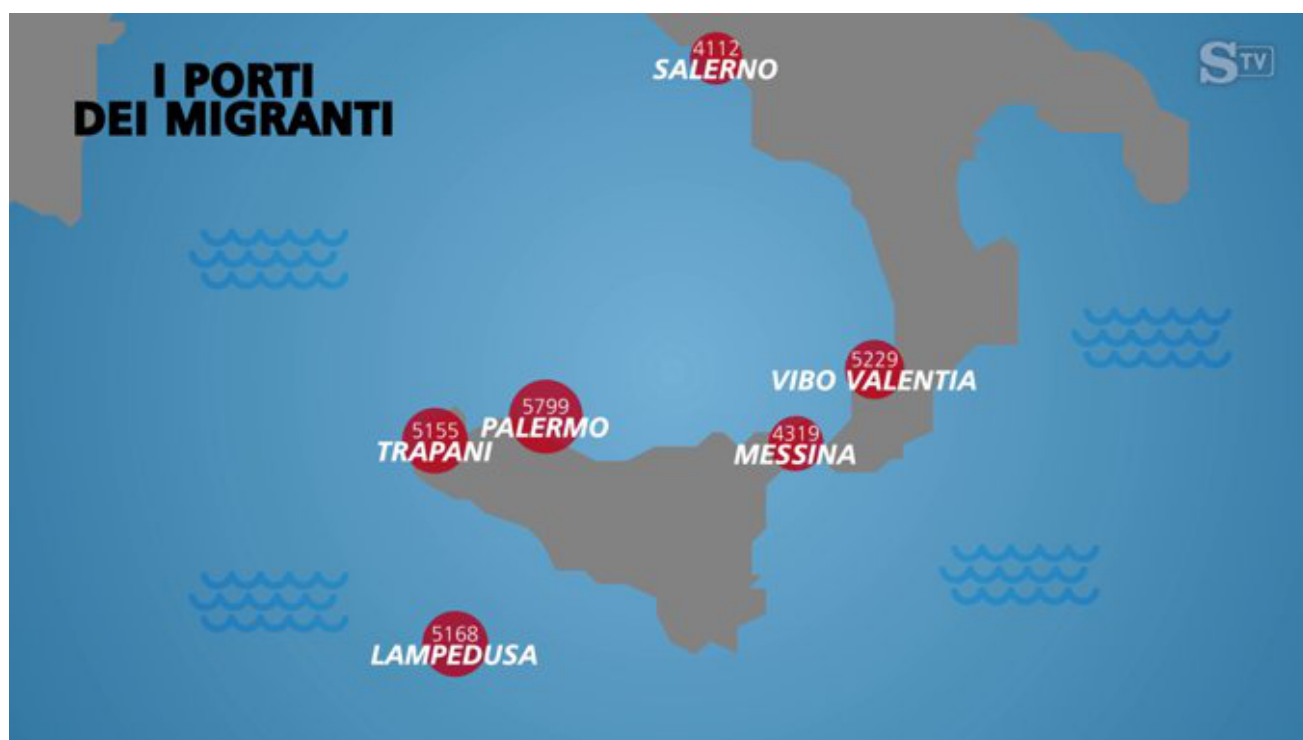 I PORTI
DEI MIGRANTI
4112
SALERNO
STV
5229
VIBO VALENTIA
5799
PALERMO
5155
TRAPANI
4319
MESSINA
5168
LAMPEDUSA